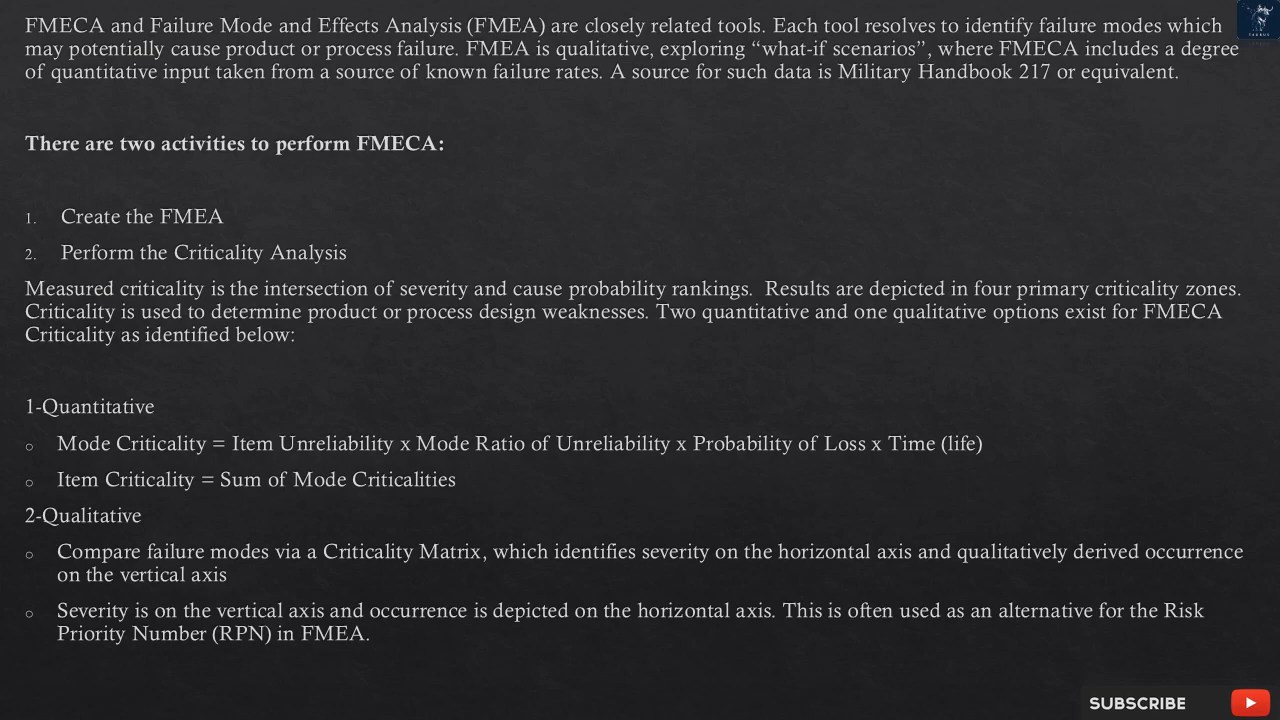 FMECA and Failure Mode and Effects Analysis (FMEA) are closely related tools. Each tool resolves to identify failure modes which
may potentially cause product or process failure. FMEA is qualitative, exploring “what-if scenarios”, where FMECA includes a degree
of quantitative input taken from a source of known failure rates. A source for such data is Military Handbook 217 or equivalent.
There are two activities to perform FMECA:
1. Create the FMEA
2. Perform the Criticality Analysis
Measured criticality is the intersection of severity and cause probability rankings.  Results are depicted in four primary criticality zones.
Criticality is used to determine product or process design weaknesses. Two quantitative and one qualitative options exist for FMECA
Criticality as identified below:
1-Quantitative
o Mode Criticality = Item Unreliability x Mode Ratio of Unreliability x Probability of Loss x Time (life)
o Item Criticality = Sum of Mode Criticalities
2-Qualitative
o Compare failure modes via a Criticality Matrix, which identifies severity on the horizontal axis and qualitatively derived occurrence
on the vertical axis
o Severity is on the vertical axis and occurrence is depicted on the horizontal axis. This is often used as an alternative for the Risk
Priority Number (RPN) in FMEA.
SUBSCRIBE